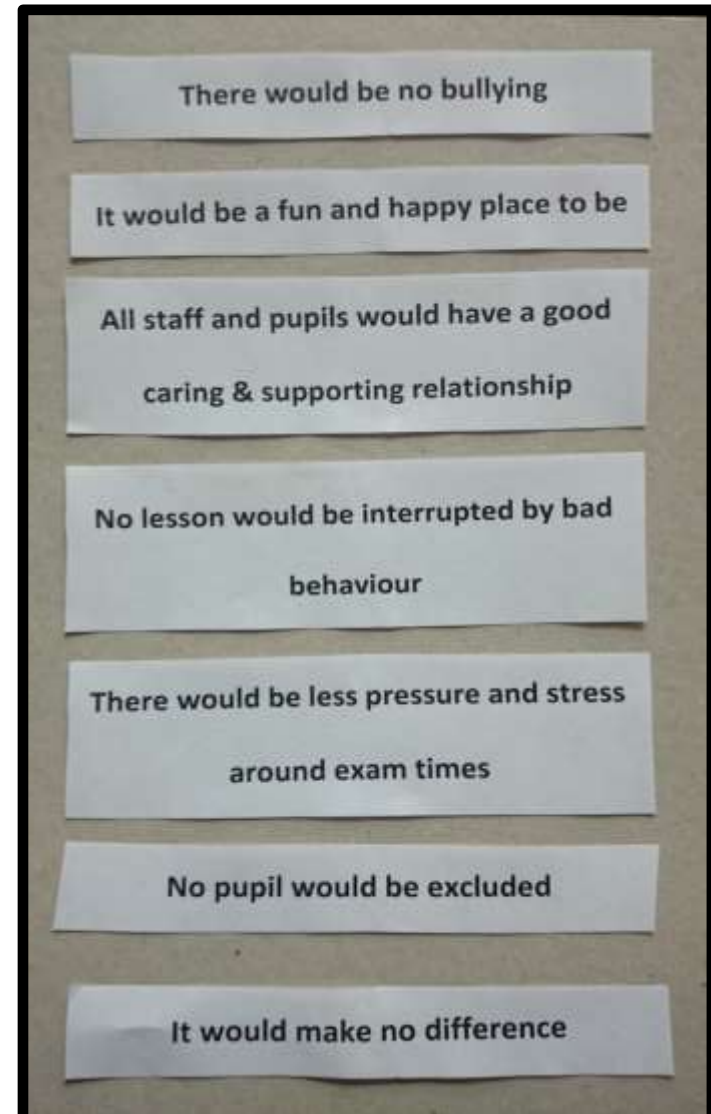 There would be no bullying
It would be a fun and happy place to be
All staff and pupils would have a good
caring & supporting relationship
No lesson would be interrupted by bad
behaviour
There would be less pressure and stress
around exam times
No pupil would be excluded
It would make no difference